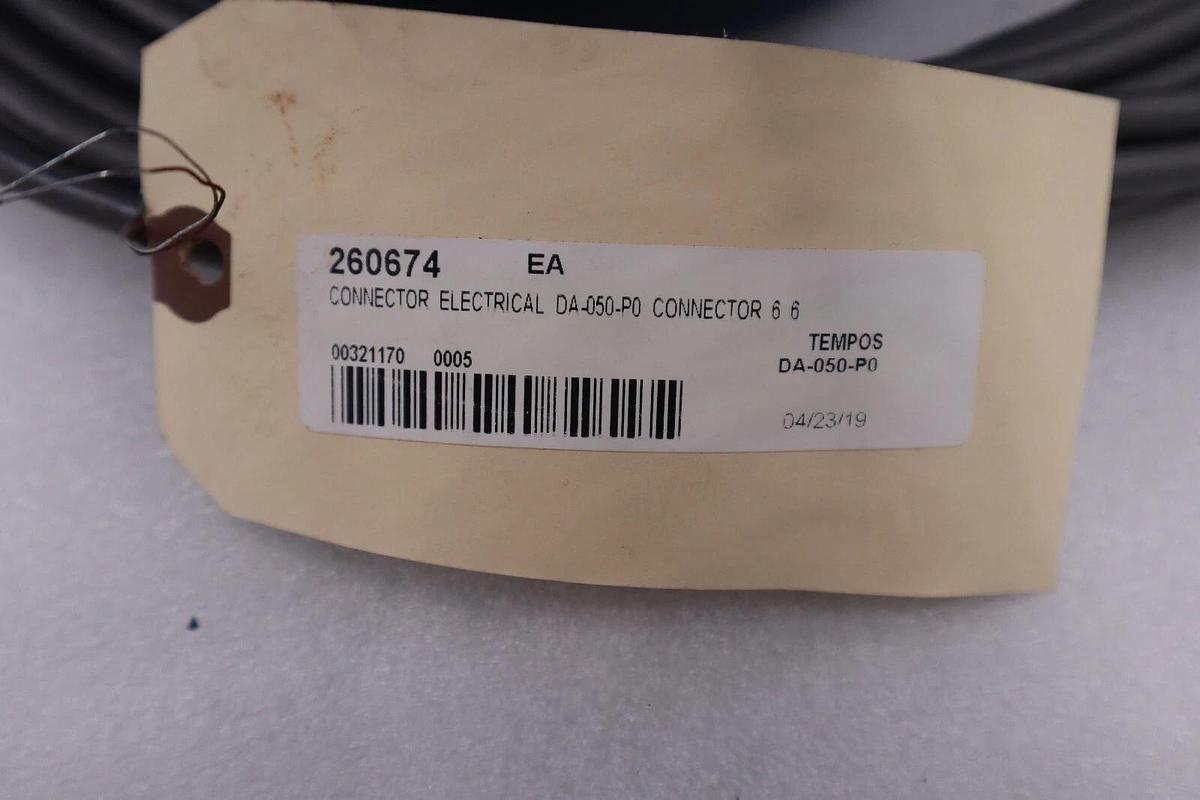 260674 EA
CONNECTOR ELECTRICAL DA-050-P0 CONNECTOR 6 6
TEMPOS
00321170 0005
DA-050-P0
04/23/19